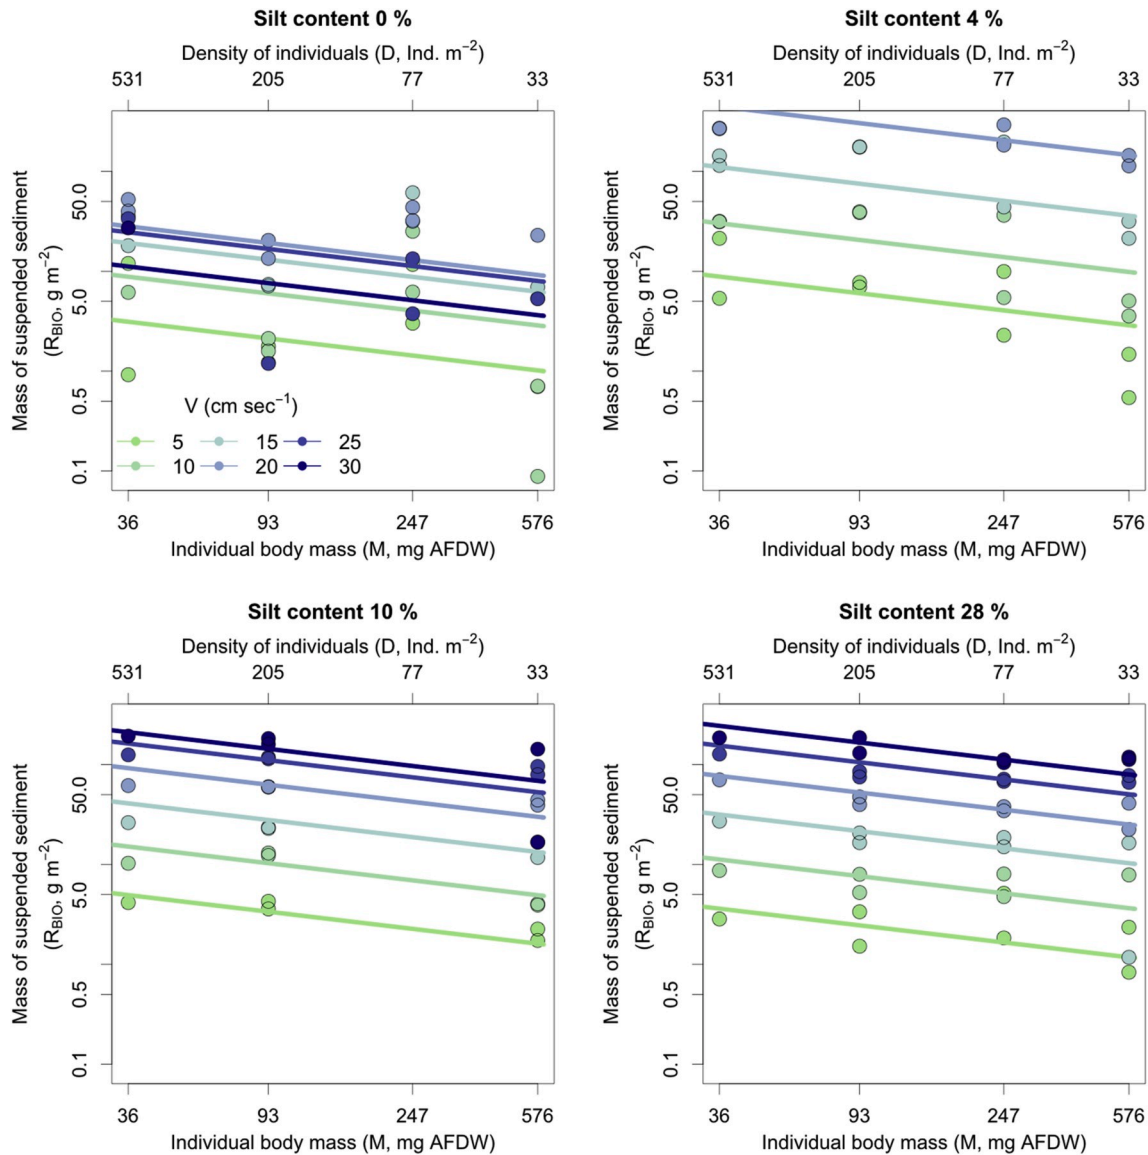 Silt content 0 %
Density of individuals (D, Ind. m⁻²)
531 205 77 33
Mass of suspended sediment
(R_BIO, g m⁻²)
50.0
5.0
0.5
0.1
V (cm sec⁻¹)
5 15 25
10 20 30
36 93 247 576
Individual body mass (M, mg AFDW)
Silt content 4 %
Density of individuals (D, Ind. m⁻²)
531 205 77 33
Mass of suspended sediment
(R_BIO, g m⁻²)
50.0
5.0
0.5
0.1
36 93 247 576
Individual body mass (M, mg AFDW)
Silt content 10 %
Density of individuals (D, Ind. m⁻²)
531 205 77 33
Mass of suspended sediment
(R_BIO, g m⁻²)
50.0
5.0
0.5
0.1
36 93 247 576
Individual body mass (M, mg AFDW)
Silt content 28 %
Density of individuals (D, Ind. m⁻²)
531 205 77 33
Mass of suspended sediment
(R_BIO, g m⁻²)
50.0
5.0
0.5
0.1
36 93 247 576
Individual body mass (M, mg AFDW)